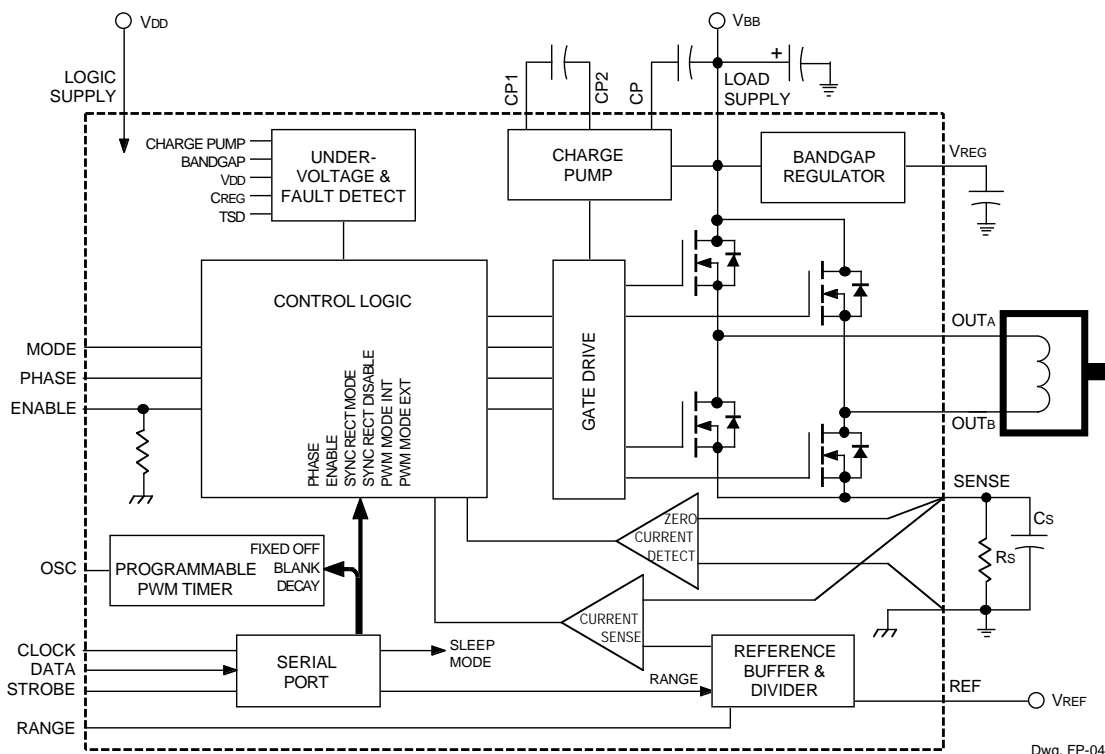 VDD
VBB
LOGIC
SUPPLY
CP1
CP2
CP
+
LOAD
SUPPLY
CHARGE PUMP
BANDGAP
VDD
CREG
TSD
UNDER-
VOLTAGE &
FAULT DETECT
CHARGE
PUMP
BANDGAP
REGULATOR
VREG
CONTROL LOGIC
MODE
PHASE
ENABLE
PHASE
ENABLE
SYNC RECT MODE
SYNC RECT DISABLE
PWM MODE INT
PWM MODE EXT
GATE DRIVE
OUTA
OUTB
SENSE
CS
RS
ZERO
CURRENT
DETECT
OSC
PROGRAMMABLE
PWM TIMER
FIXED OFF
BLANK
DECAY
CURRENT
SENSE
CLOCK
DATA
STROBE
SERIAL
PORT
SLEEP
MODE
RANGE
REFERENCE
BUFFER &
DIVIDER
REF
VREF
RANGE
Dwg. FP-04